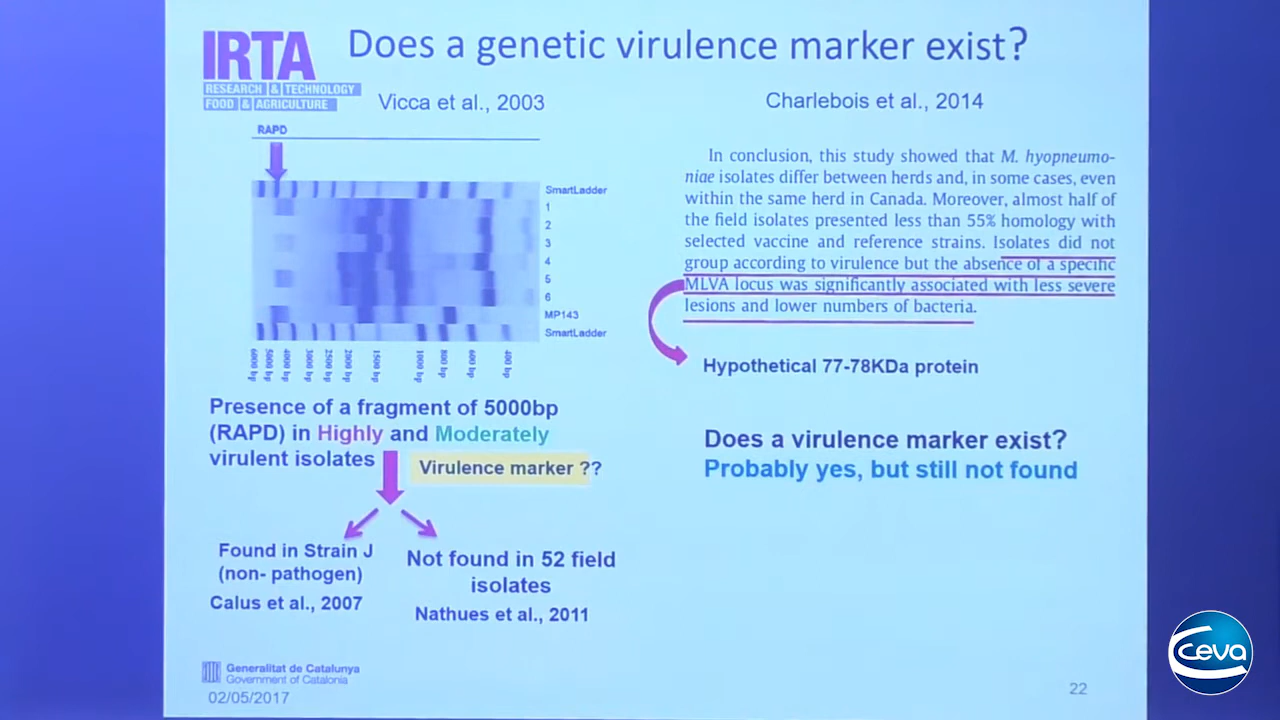 IRTA
RESEARCH & TECHNOLOGY
FOOD & AGRICULTURE
Does a genetic virulence marker exist?
Vicca et al., 2003
RAPD
SmartLadder
1
2
3
4
5
6
MP143
SmartLadder
6000 bp
5000 bp
4000 bp
3000 bp
2500 bp
2000 bp
1500 bp
1000 bp
800 bp
600 bp
400 bp
Presence of a fragment of 5000bp
(RAPD) in Highly and Moderately
virulent isolates
Virulence marker ??
Found in Strain J
(non- pathogen)
Calus et al., 2007
Not found in 52 field
isolates
Nathues et al., 2011
Charlebois et al., 2014
In conclusion, this study showed that M. hyopneumo-
niae isolates differ between herds and, in some cases, even
within the same herd in Canada. Moreover, almost half of
the field isolates presented less than 55% homology with
selected vaccine and reference strains. Isolates did not
group according to virulence but the absence of a specific
MLVA locus was significantly associated with less severe
lesions and lower numbers of bacteria.
Hypothetical 77-78KDa protein
Does a virulence marker exist?
Probably yes, but still not found
Generalitat de Catalunya
Government of Catalonia
02/05/2017
22
Ceva